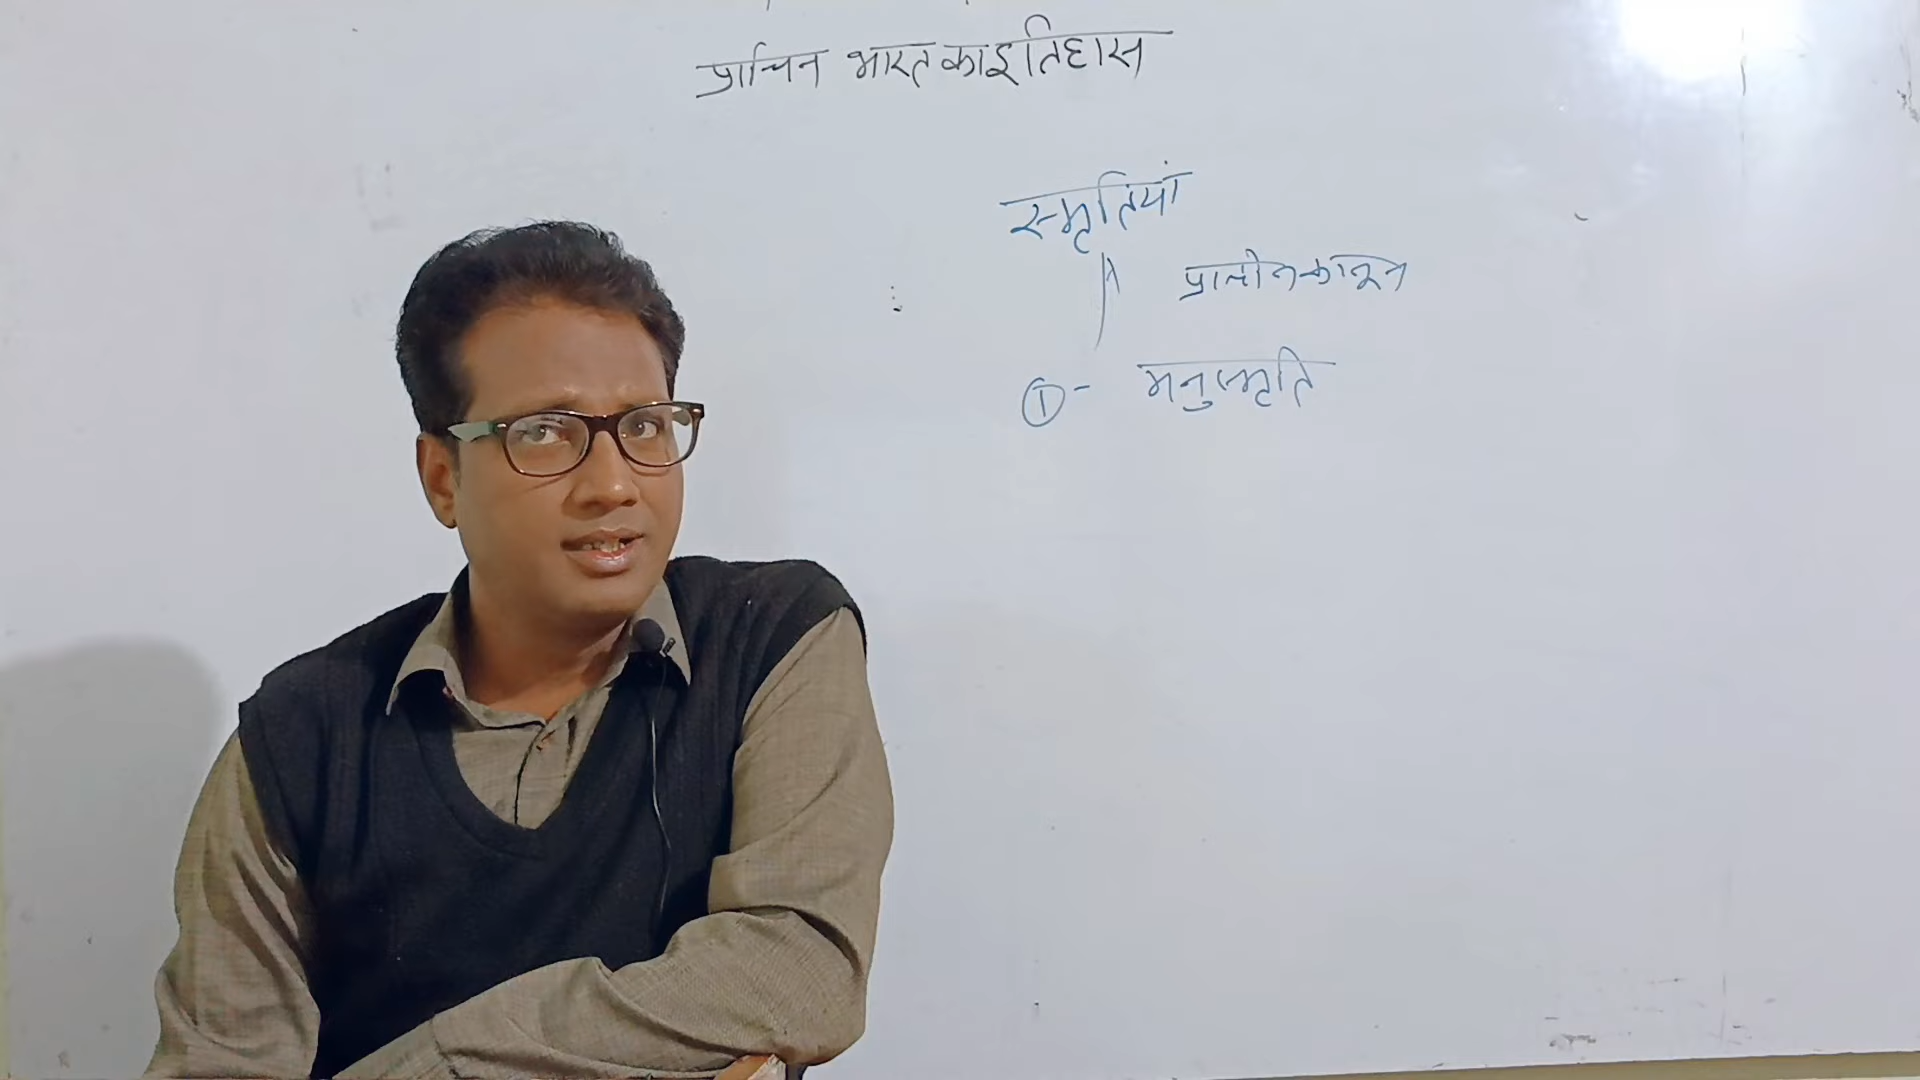 प्राचिन भारत का इतिहास
स्मृतियां
प्राचीन कानून
① - मनुस्मृति